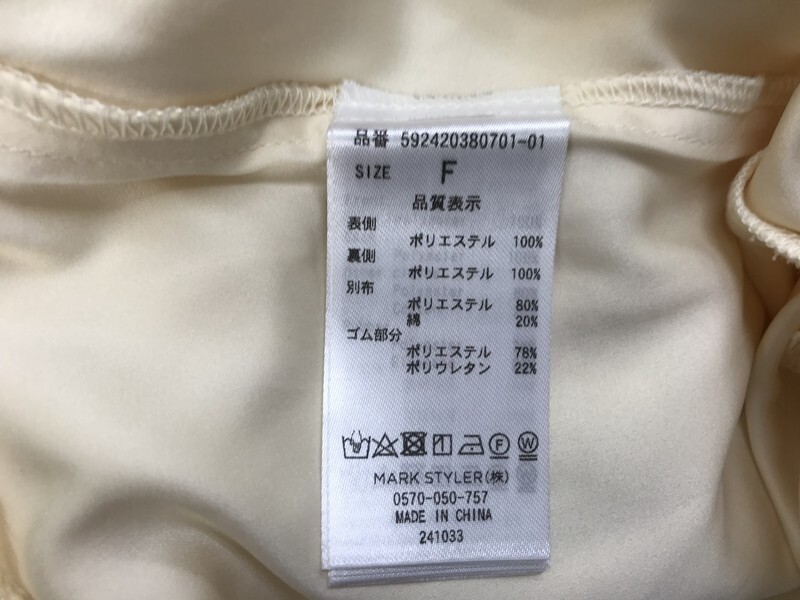 品番 592420380701-01
SIZE F
品質表示
表側
ポリエステル 100%
裏側
ポリエステル 100%
別布
ポリエステル 80%
綿 20%
ゴム部分
ポリエステル 78%
ポリウレタン 22%
F W
MARK STYLER(株)
0570-050-757
MADE IN CHINA
241033